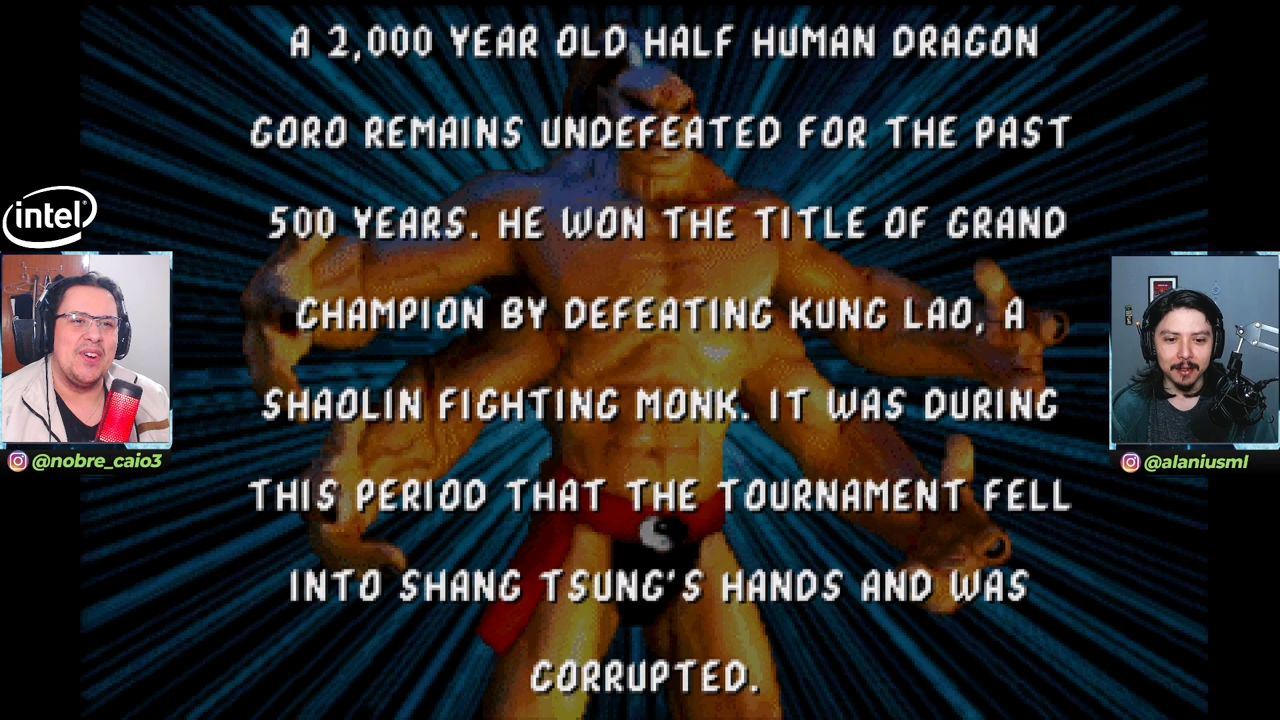 A 2,000 YEAR OLD HALF HUMAN DRAGON
GORO REMAINS UNDEFEATED FOR THE PAST
500 YEARS. HE WON THE TITLE OF GRAND
CHAMPION BY DEFEATING KUNG LAO, A
SHAOLIN FIGHTING MONK. IT WAS DURING
THIS PERIOD THAT THE TOURNAMENT FELL
INTO SHANG TSUNG'S HANDS AND WAS
CORRUPTED.
intel
@nobre_caio3
@alaniusml